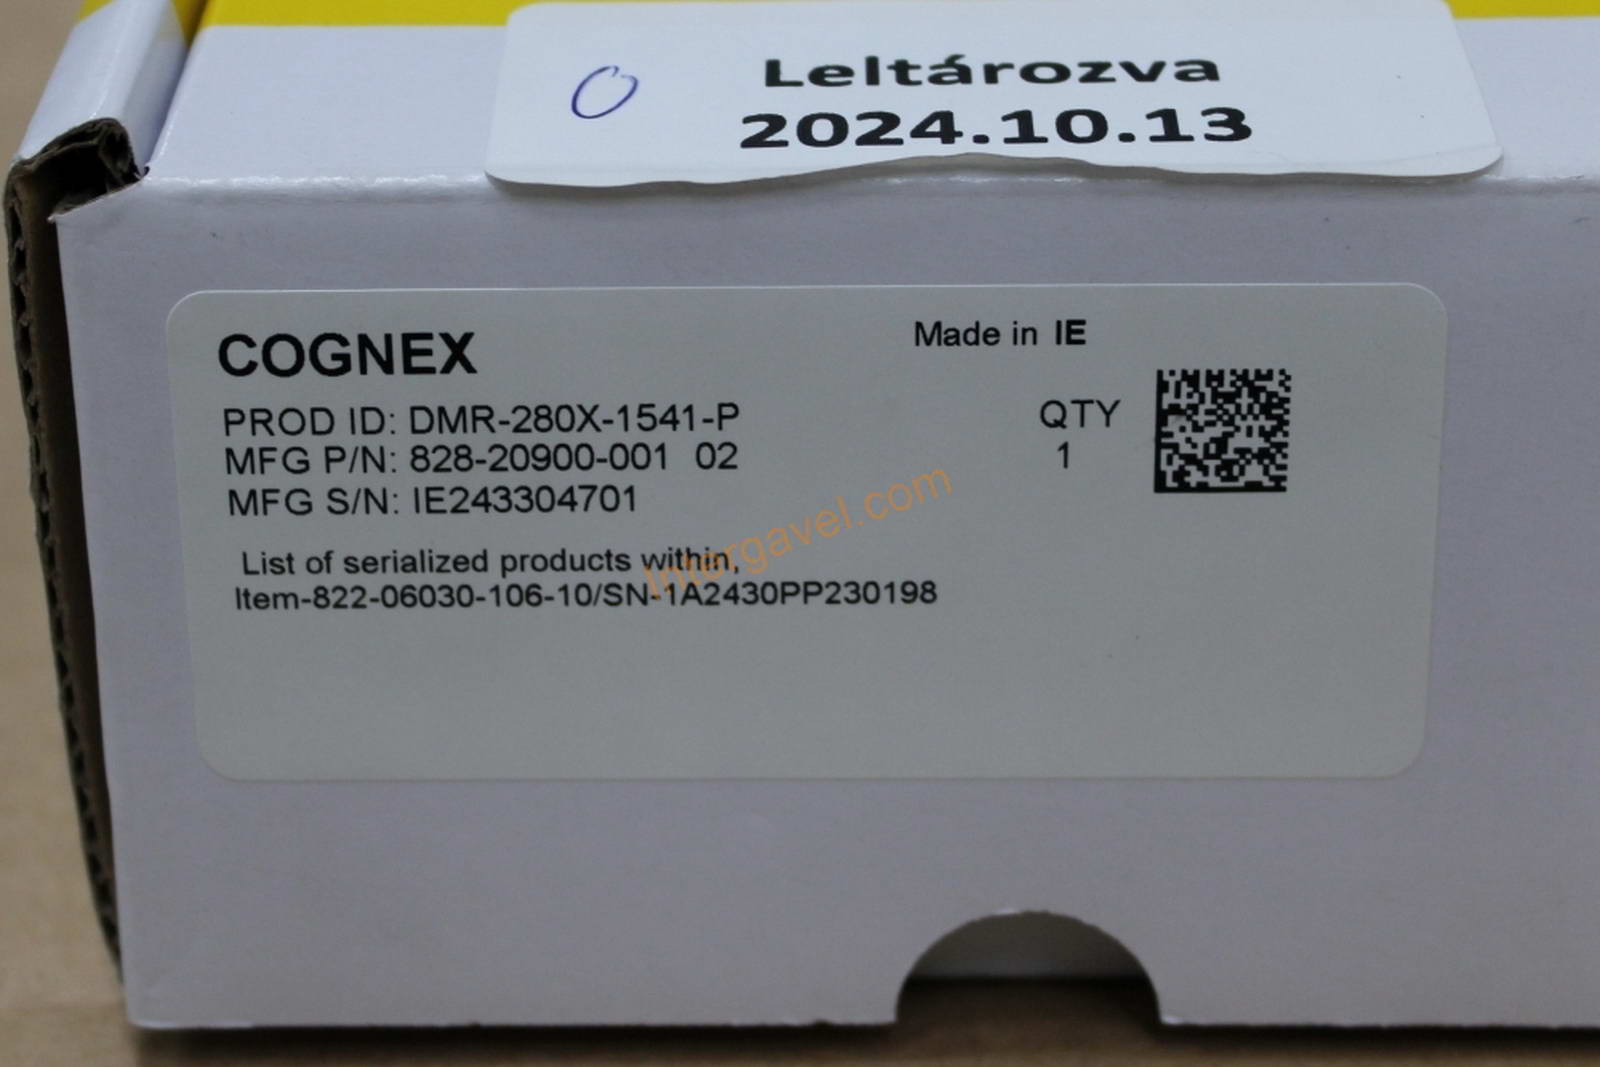 Leltározva
2024.10.13
COGNEX
Made in IE
PROD ID: DMR-280X-1541-P
MFG P/N: 828-20900-001 02
MFG S/N: IE243304701
QTY
1
List of serialized products within,
Item-822-06030-106-10/SN-1A2430PP230198
Intergavel.com